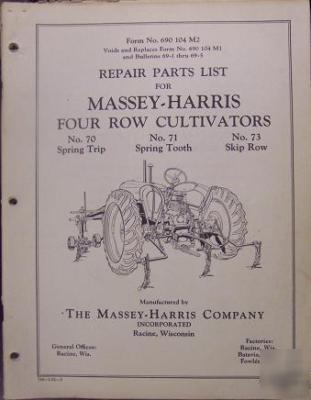 Form No. 690 104 M2
Voids and Replaces Form No. 690 104 M1
and Bulletins 69-1 thru 69-5
REPAIR PARTS LIST
FOR
MASSEY-HARRIS
FOUR ROW CULTIVATORS
No. 70 No. 71 No. 73
Spring Trip Spring Tooth Skip Row
Manufactured by
THE MASSEY-HARRIS COMPANY
INCORPORATED
Racine, Wisconsin
General Offices: Factories:
Racine, Wis. Racine, Wis.
Batavia,